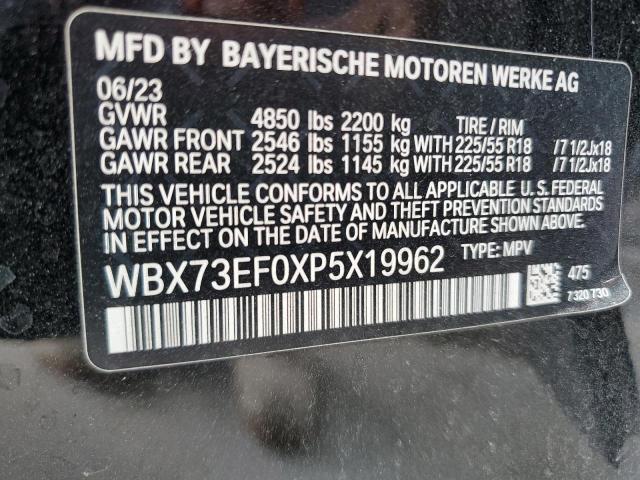 MFD BY BAYERISCHE MOTOREN WERKE AG
06/23
GVWR 4850 lbs 2200 kg TIRE / RIM
GAWR FRONT 2546 lbs 1155 kg WITH 225/55 R18 /7 1/2Jx18
GAWR REAR 2524 lbs 1145 kg WITH 225/55 R18 /7 1/2Jx18
THIS VEHICLE CONFORMS TO ALL APPLICABLE U.S. FEDERAL
MOTOR VEHICLE SAFETY AND THEFT PREVENTION STANDARDS
IN EFFECT ON THE DATE OF MANUFACTURE SHOWN ABOVE.
WBX73EF0XP5X19962 TYPE: MPV
475
7320730